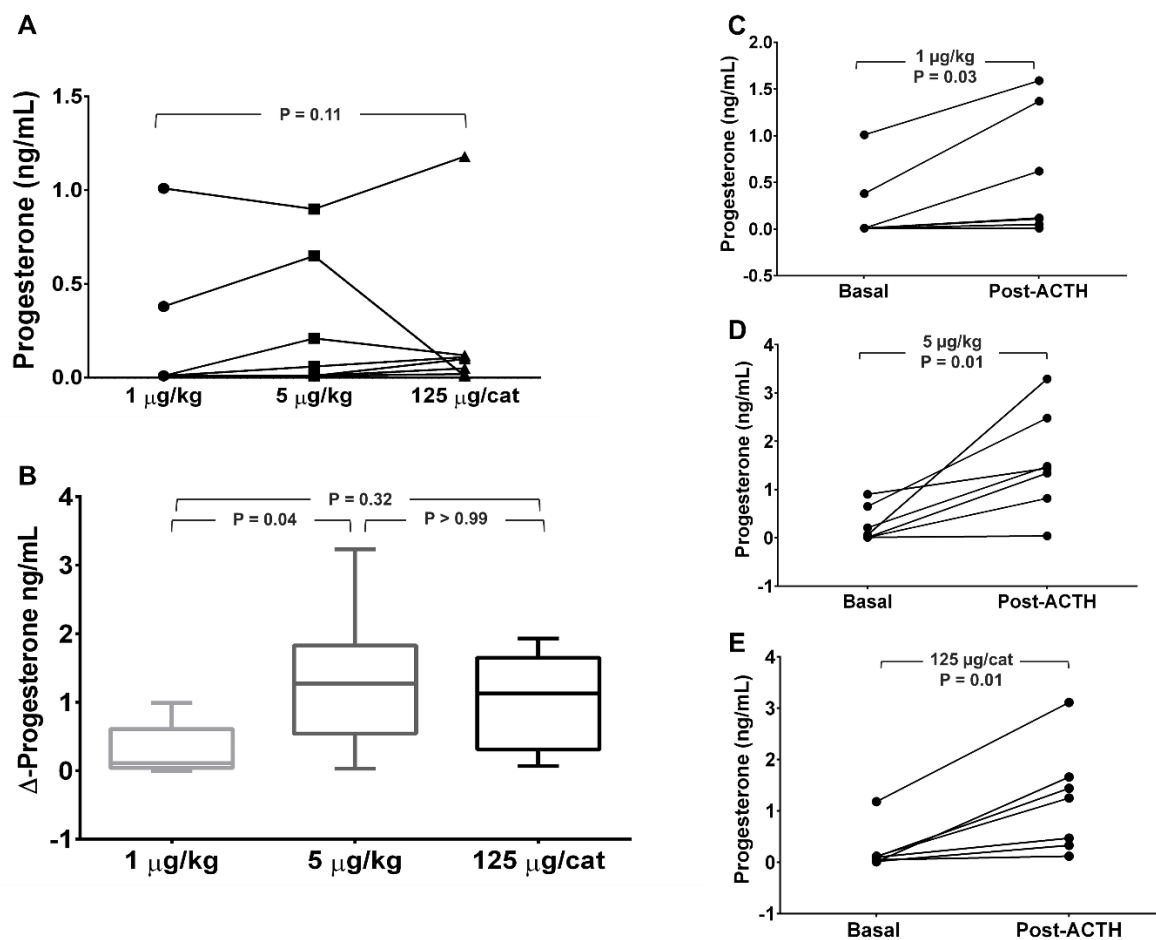 A
Progesterone (ng/mL)
1.5
1.0
0.5
0.0
P = 0.11
1 μg/kg
5 μg/kg
125 μg/cat
B
Δ-Progesterone ng/mL
4
3
2
1
0
-1
P = 0.32
P = 0.04
P > 0.99
1 μg/kg
5 μg/kg
125 μg/cat
C
Progesterone (ng/mL)
2.0
1.5
1.0
0.5
0.0
-0.5
1 μg/kg
P = 0.03
Basal
Post-ACTH
D
Progesterone (ng/mL)
4
3
2
1
0
-1
5 μg/kg
P = 0.01
Basal
Post-ACTH
E
Progesterone (ng/mL)
4
3
2
1
0
-1
125 μg/cat
P = 0.01
Basal
Post-ACTH